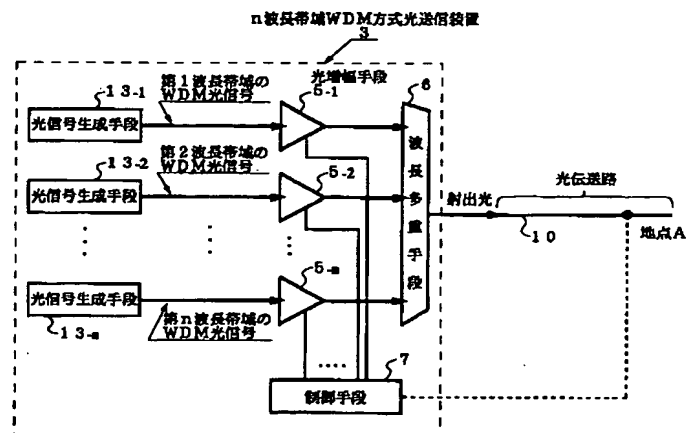 n波長帯域WDM方式光送信装置
3
光増幅手段
6
13-1
第1波長帯域の
WDM光信号
5-1
光信号生成手段
13-2
第2波長帯域の
WDM光信号
5-2
光信号生成手段
波長多重手段
射出光
光伝送路
10
地点A
5-n
光信号生成手段
13-n
第n波長帯域の
WDM光信号
7
制御手段